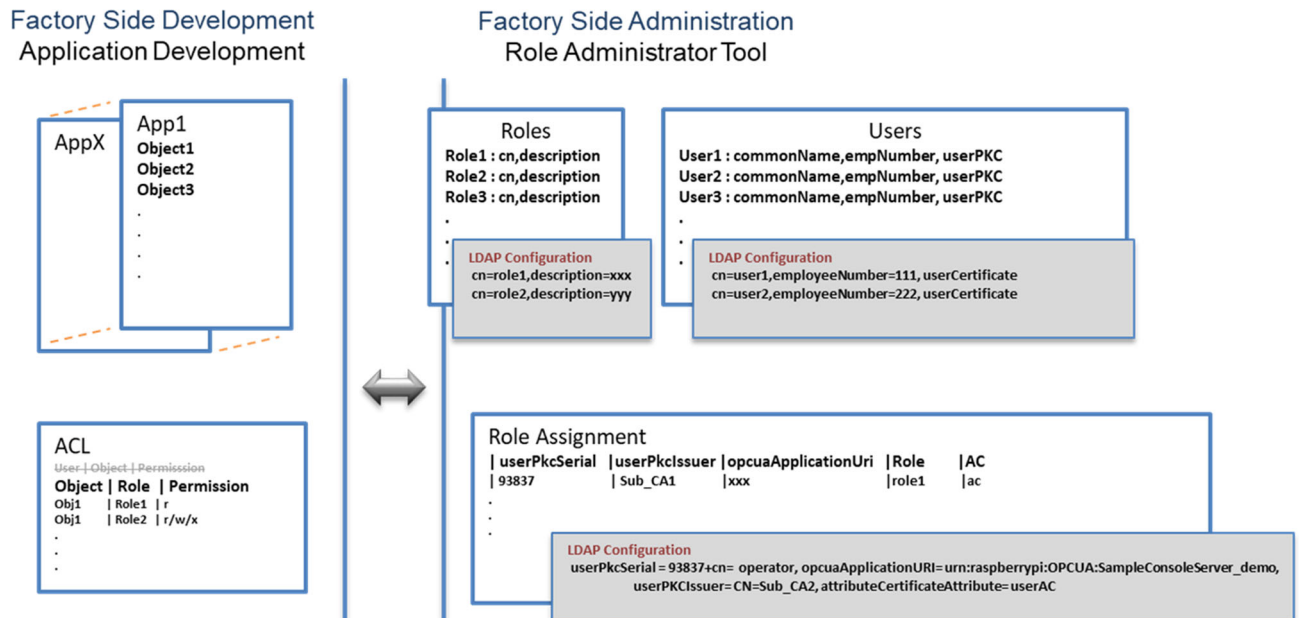 Factory Side Development
Application Development
Factory Side Administration
Role Administrator Tool
AppX
App1
Object1
Object2
Object3
.
.
.
.
ACL
User | Object | Permisssion
Object | Role | Permission
Obj1 | Role1 | r
Obj1 | Role2 | r/w/x
.
.
.
Roles
Role1 : cn,description
Role2 : cn,description
Role3 : cn,description
.
.
.
LDAP Configuration
cn=role1,description=xxx
cn=role2,description=yyy
Users
User1 : commonName,empNumber, userPKC
User2 : commonName,empNumber, userPKC
User3 : commonName,empNumber, userPKC
.
.
.
LDAP Configuration
cn=user1,employeeNumber=111, userCertificate
cn=user2,employeeNumber=222, userCertificate
Role Assignment
| userPkcSerial |userPkcIssuer |opcuaApplicationUri |Role |AC
| 93837 | Sub_CA1 |xxx |role1 |ac
.
.
.
LDAP Configuration
userPkcSerial = 93837+cn= operator, opcuaApplicationURI= urn:raspberrypi:OPCUA:SampleConsoleServer_demo,
userPKCIssuer= CN=Sub_CA2, attributeCertificateAttribute= userAC